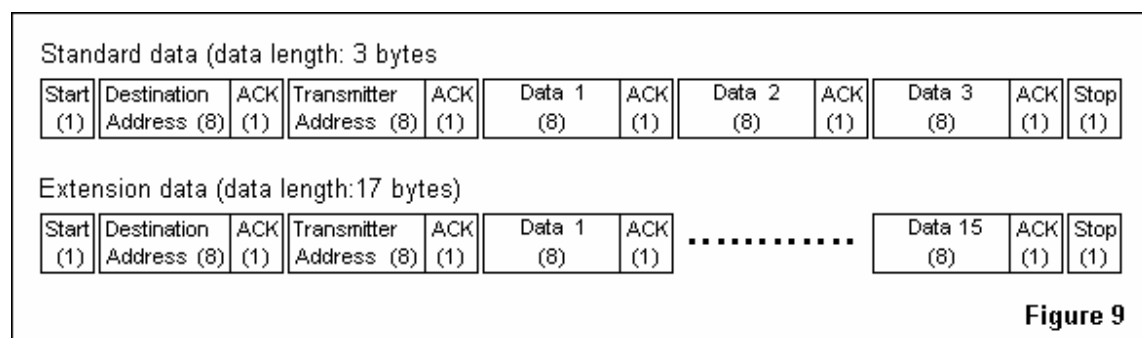 Standard data (data length: 3 bytes
Start Destination ACK Transmitter ACK Data 1 ACK Data 2 ACK Data 3 ACK Stop
(1) Address (8) (1) Address (8) (1) (8) (1) (8) (1) (8) (1) (1)
Extension data (data length:17 bytes)
Start Destination ACK Transmitter ACK Data 1 ACK ............. Data 15 ACK Stop
(1) Address (8) (1) Address (8) (1) (8) (1) (8) (1) (1)
Figure 9